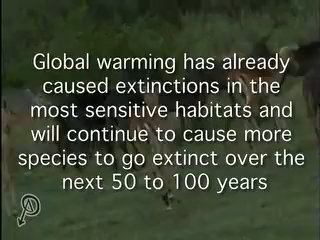 Global warming has already
caused extinctions in the
most sensitive habitats and
will continue to cause more
species to go extinct over the
next 50 to 100 years